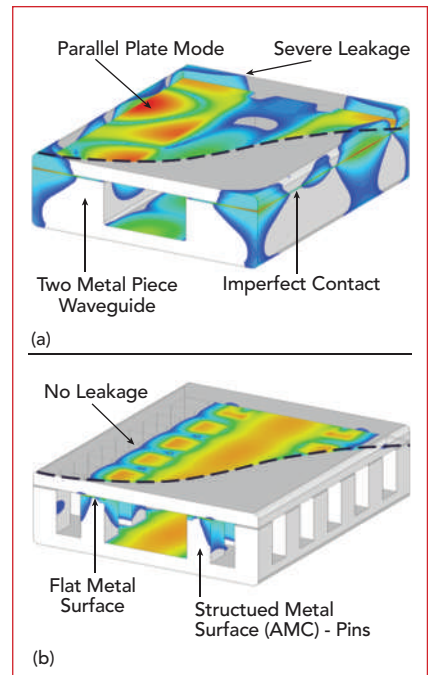 Parallel Plate Mode
Severe Leakage
Two Metal Piece
Waveguide
Imperfect Contact
(a)
No Leakage
Flat Metal
Surface
Structued Metal
Surface (AMC) - Pins
(b)